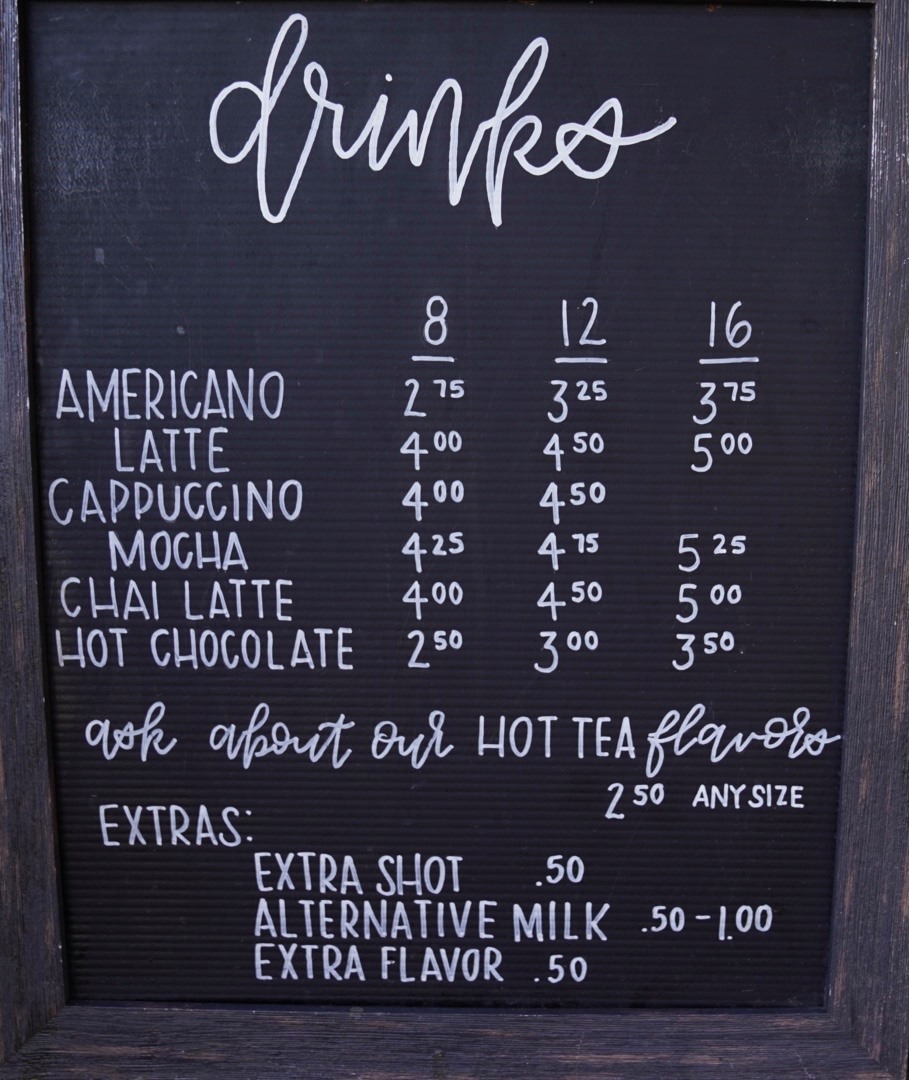 drinks
8 12 16
AMERICANO 2 75 3 25 3 75
LATTE 4 00 4 50 5 00
CAPPUCCINO 4 00 4 50
MOCHA 4 25 4 75 5 25
CHAI LATTE 4 00 4 50 5 00
HOT CHOCOLATE 2 50 3 00 3 50
ask about our HOT TEA flavors
2 50 ANY SIZE
EXTRAS:
EXTRA SHOT .50
ALTERNATIVE MILK .50 - 1.00
EXTRA FLAVOR .50